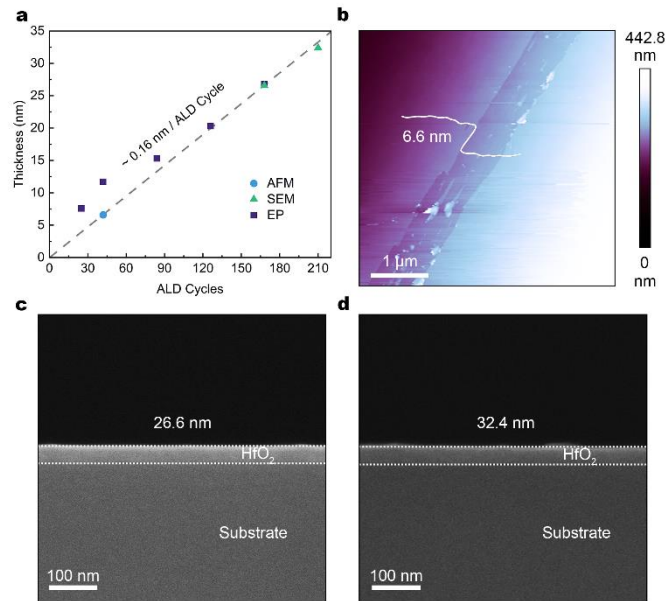 a
35
30
25
20
15
10
5
0
Thickness (nm)
~ 0.16 nm / ALD Cycle
AFM
SEM
EP
0 30 60 90 120 150 180 210
ALD Cycles
b
442.8
nm
6.6 nm
1 µm
0
nm
c
26.6 nm
HfO₂
Substrate
100 nm
d
32.4 nm
HfO₂
Substrate
100 nm